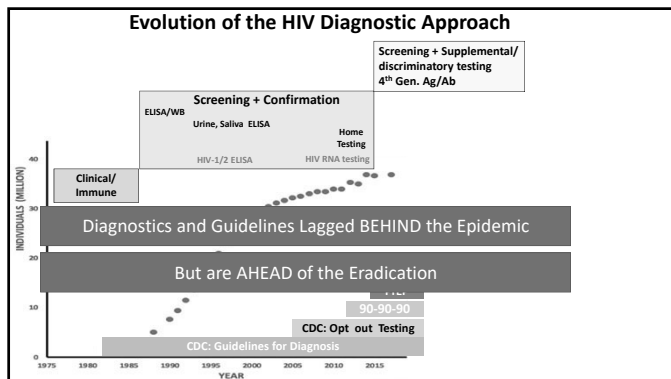 Evolution of the HIV Diagnostic Approach
Screening + Supplemental/
discriminatory testing
4th Gen. Ag/Ab
Screening + Confirmation
ELISA/WB
Urine, Saliva ELISA
Home
Testing
HIV-1/2 ELISA
HIV RNA testing
Clinical/
Immune
INDIVIDUALS (MILLION)
40
30
Diagnostics and Guidelines Lagged BEHIND the Epidemic
20
But are AHEAD of the Eradication
10
90-90-90
CDC: Opt out Testing
CDC: Guidelines for Diagnosis
0
1975 1980 1985 1990 1995 2000 2005 2010 2015
YEAR